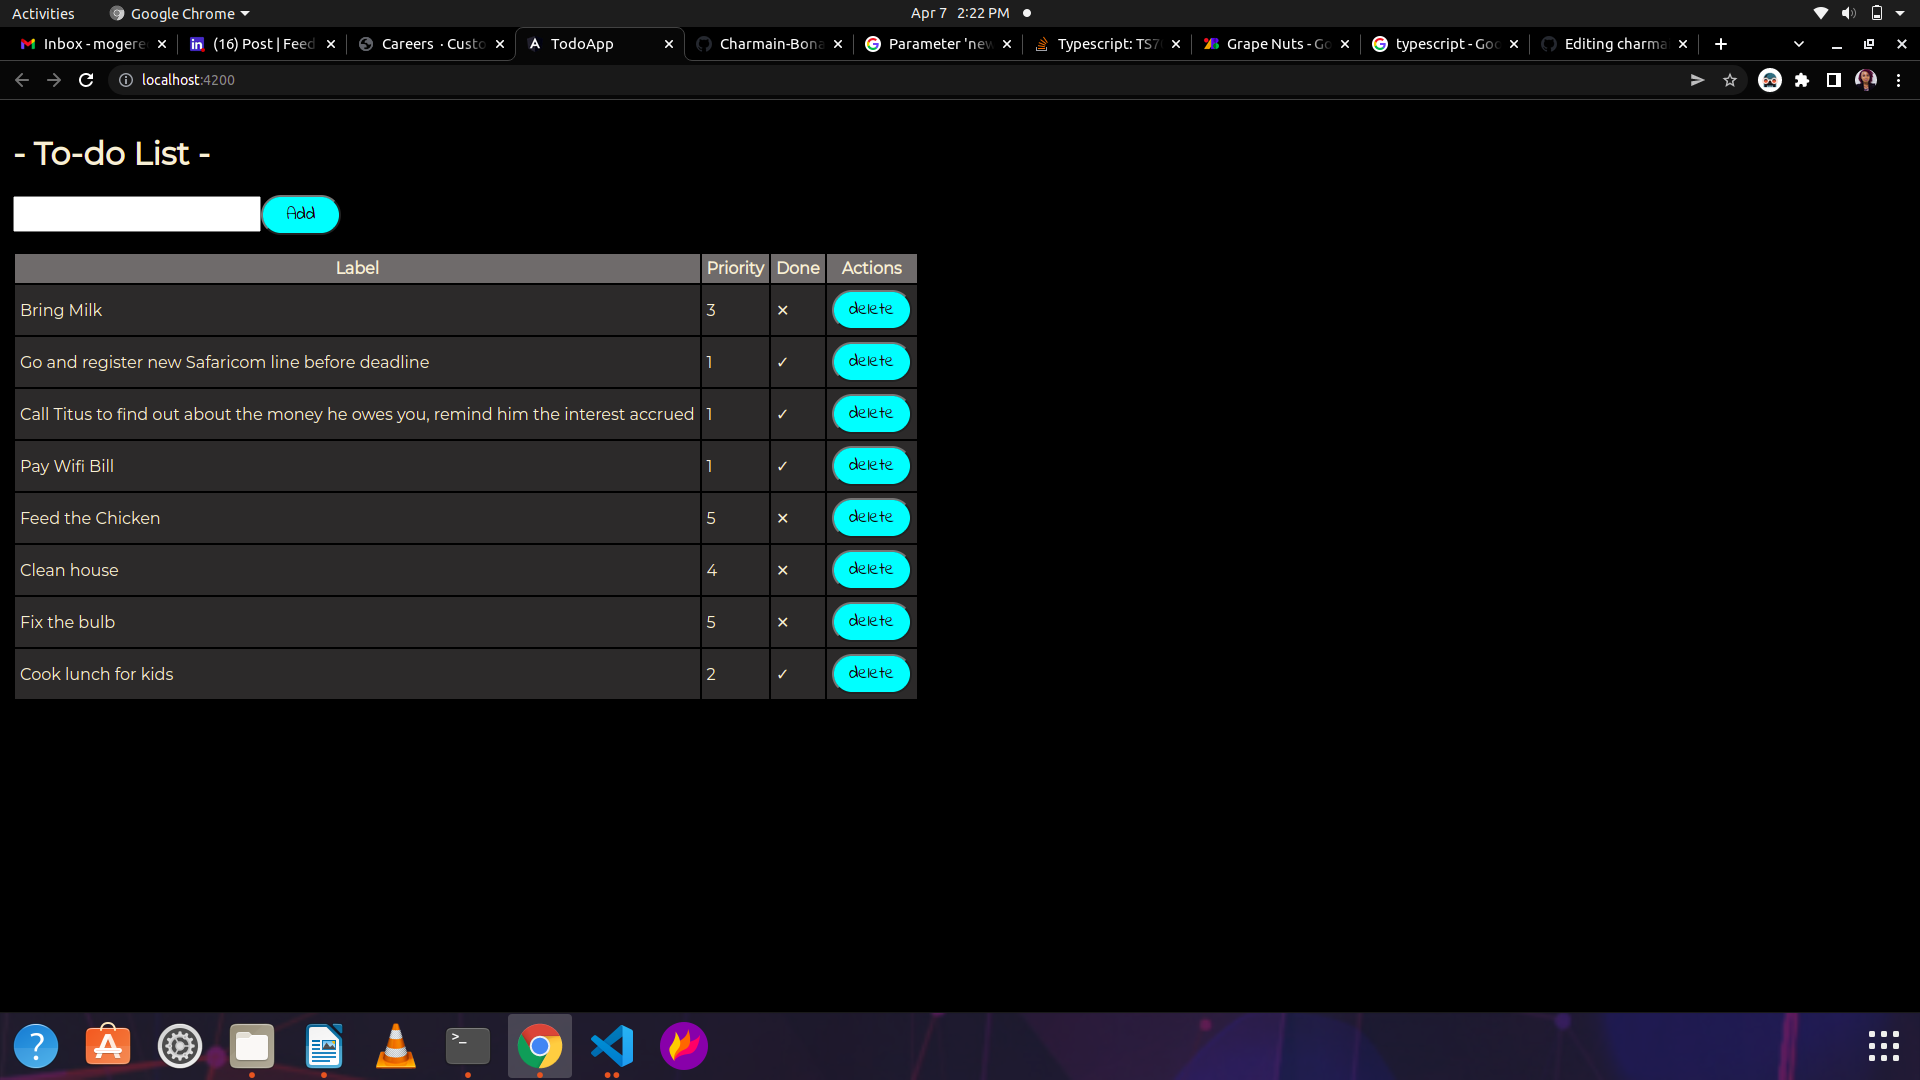 Activities Google Chrome Apr 7 2:22 PM
Inbox - mogere (16) Post | Feed Careers · Custo TodoApp Charmain-Bona Parameter 'new Typescript: TS7 Grape Nuts - Go typescript - Goo Editing charma
localhost:4200
- To-do List -
Add
Label Priority Done Actions
Bring Milk 3 ✕ delete
Go and register new Safaricom line before deadline 1 ✓ delete
Call Titus to find out about the money he owes you, remind him the interest accrued 1 ✓ delete
Pay Wifi Bill 1 ✓ delete
Feed the Chicken 5 ✕ delete
Clean house 4 ✕ delete
Fix the bulb 5 ✕ delete
Cook lunch for kids 2 ✓ delete